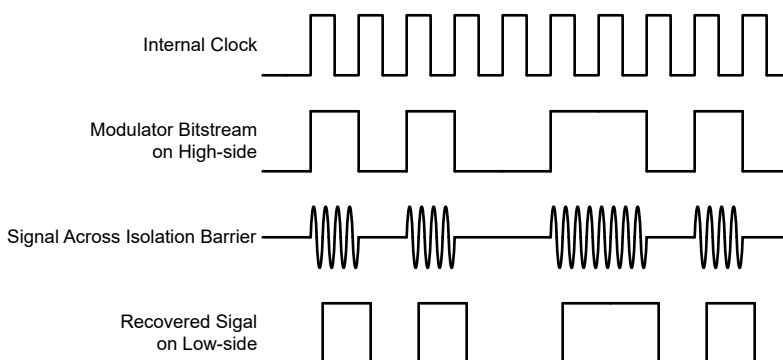 Internal Clock
Modulator Bitstream
on High-side
Signal Across Isolation Barrier
Recovered Sigal
on Low-side